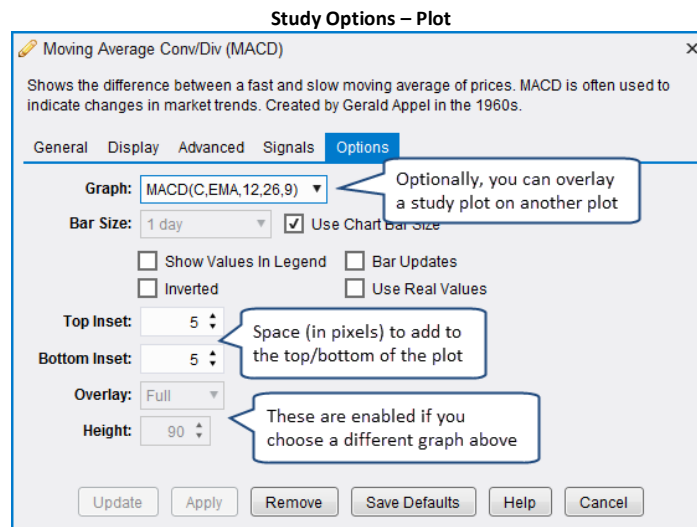 Study Options – Plot
Moving Average Conv/Div (MACD)
Shows the difference between a fast and slow moving average of prices. MACD is often used to
indicate changes in market trends. Created by Gerald Appel in the 1960s.
General Display Advanced Signals Options
Graph: MACD(C,EMA,12,26,9)
Optionally, you can overlay
a study plot on another plot
Bar Size: 1 day Use Chart Bar Size
Show Values In Legend Bar Updates
Inverted Use Real Values
Top Inset: 5
Space (in pixels) to add to
the top/bottom of the plot
Bottom Inset: 5
Overlay: Full
These are enabled if you
choose a different graph above
Height: 90
Update Apply Remove Save Defaults Help Cancel